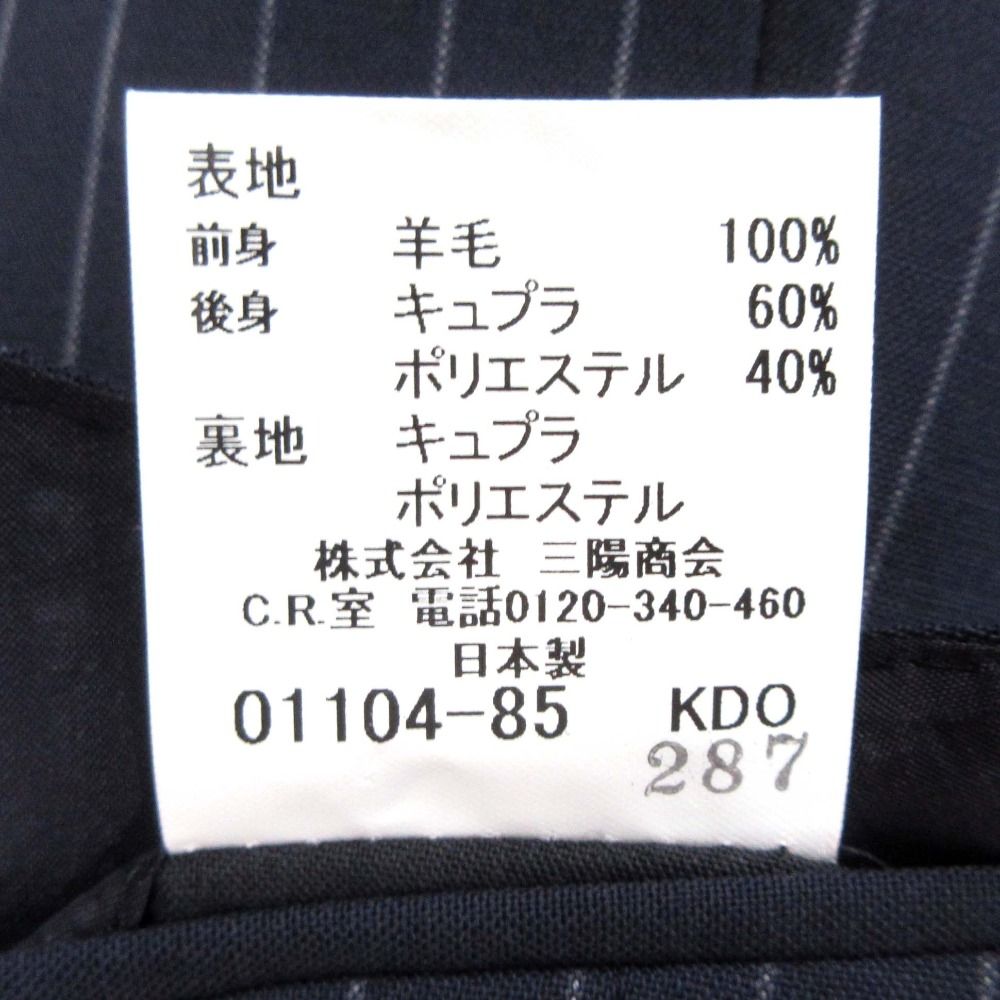 表地
前身 羊毛 100%
後身 キュプラ 60%
ポリエステル 40%
裏地 キュプラ
ポリエステル
株式会社 三陽商会
C.R.室 電話0120-340-460
日本製
01104-85 KDO
287